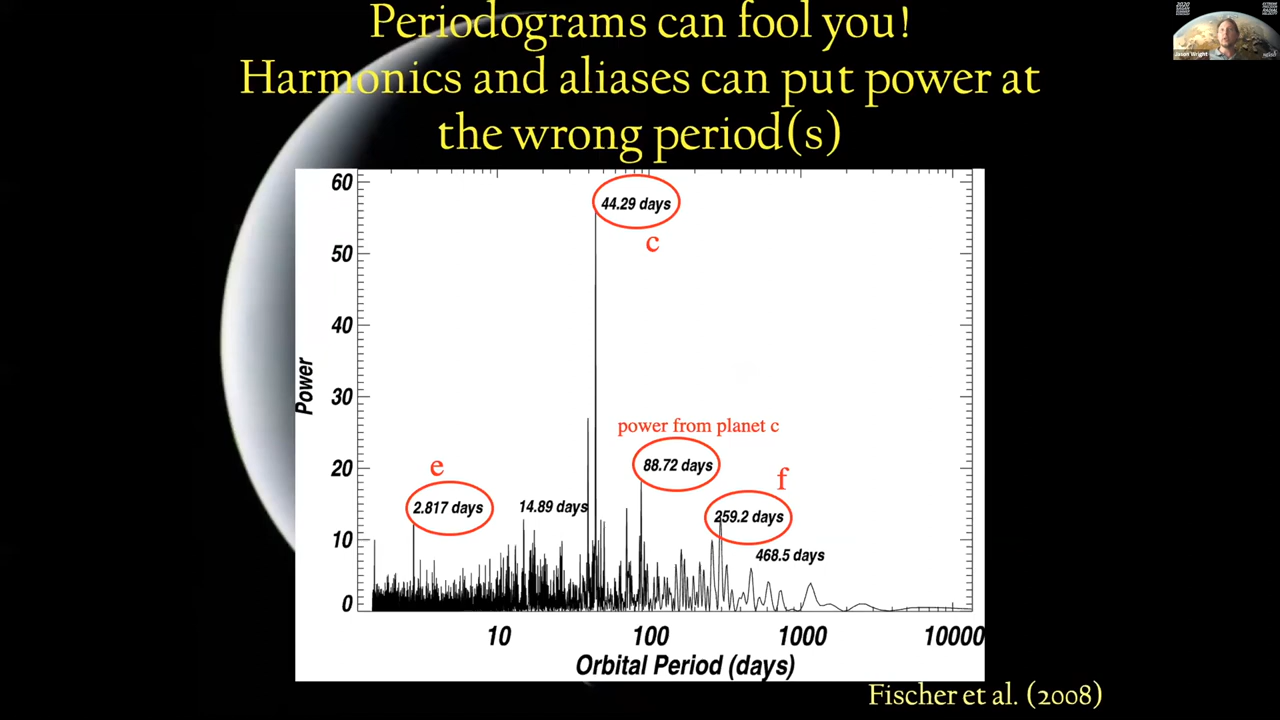 Periodograms can fool you!
Harmonics and aliases can put power at
the wrong period(s)
60
44.29 days
c
50
40
Power
30
power from planet c
e
20
88.72 days
f
2.817 days
14.89 days
259.2 days
10
468.5 days
0
10
100
1000
10000
Orbital Period (days)
Fischer et al. (2008)
Jason Wright